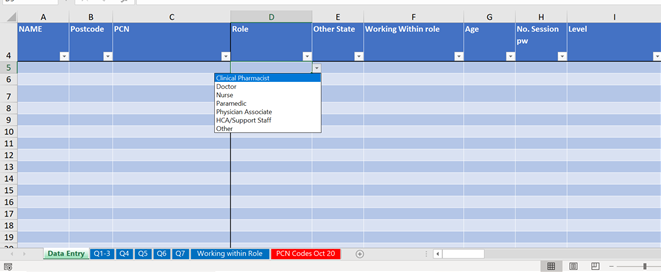 A B C D E F G H I
4 NAME Postcode PCN Role Other State Working Within role Age No. Session pw Level
5
6 Clinical Pharmacist
Doctor
7 Nurse
Paramedic
8 Physician Associate
9 HCA/Support Staff
10 Other
11
12
13
14
15
16
17
18
19
Data Entry Q1-3 Q4 Q5 Q6 Q7 Working within Role PCN Codes Oct 20